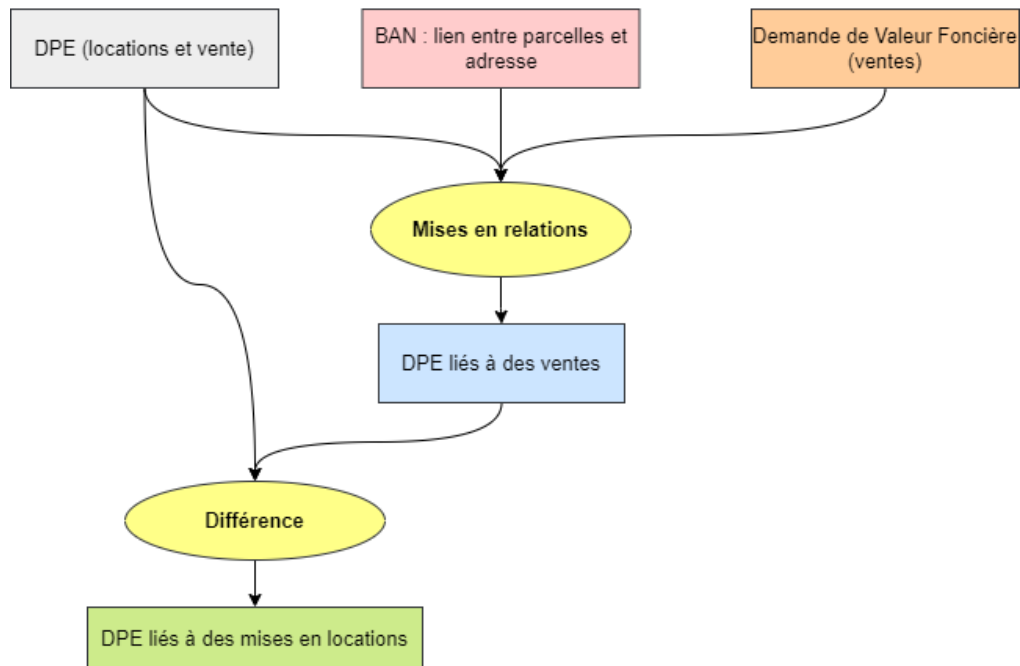 DPE (locations et vente)
BAN : lien entre parcelles et
adresse
Demande de Valeur Foncière
(ventes)
Mises en relations
DPE liés à des ventes
Différence
DPE liés à des mises en locations